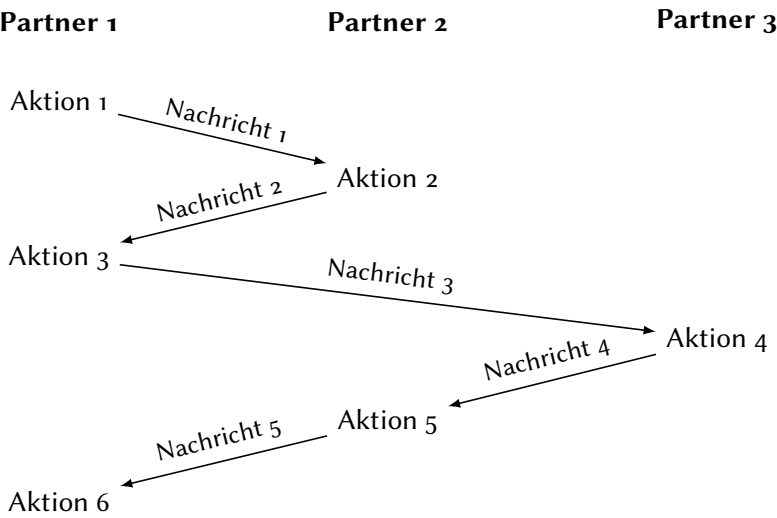 Partner 1
Partner 2
Partner 3
Aktion 1
Nachricht 1
Aktion 2
Nachricht 2
Aktion 3
Nachricht 3
Aktion 4
Nachricht 4
Aktion 5
Nachricht 5
Aktion 6